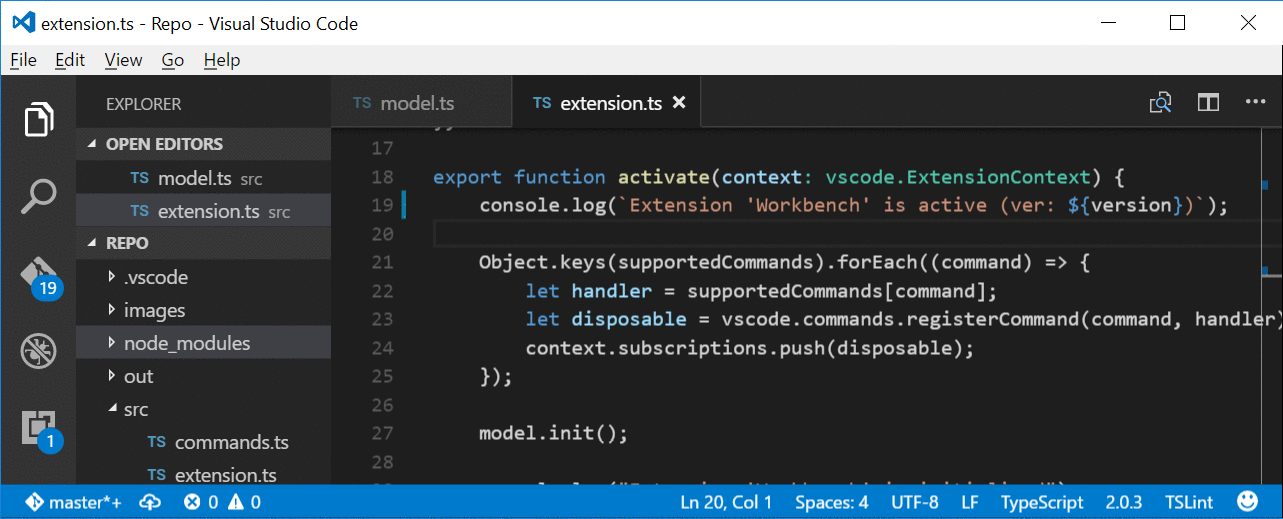 extension.ts - Repo - Visual Studio Code
File Edit View Go Help
EXPLORER
OPEN EDITORS
TS model.ts src
TS extension.ts src
REPO
.vscode
images
node_modules
out
src
TS commands.ts
TS extension.ts
19
1
TS model.ts TS extension.ts
17
18 export function activate(context: vscode.ExtensionContext) {
19 console.log(`Extension 'Workbench' is active (ver: ${version})`);
20
21 Object.keys(supportedCommands).forEach((command) => {
22 let handler = supportedCommands[command];
23 let disposable = vscode.commands.registerCommand(command, handler)
24 context.subscriptions.push(disposable);
25 });
26
27 model.init();
28
master*+ 0 0 Ln 20, Col 1 Spaces: 4 UTF-8 LF TypeScript 2.0.3 TSLint